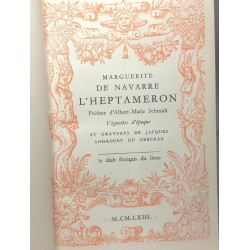 MARGUERITE
DE NAVARRE
L'HEPTAMERON
Préface d'Albert-Marie Schmidt
Vignettes d'époque
ET GRAVURES DE JACQUES
ANDROUET DU CERCEAU
le club français du livre
M.CM.LXIII.